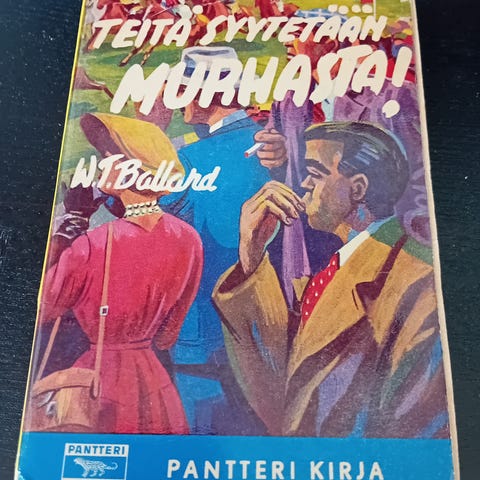 TEITÄ SYYTETÄÄN
MURHASTA!
W.T. Ballard
PANTTERI
PANTTERI KIRJA